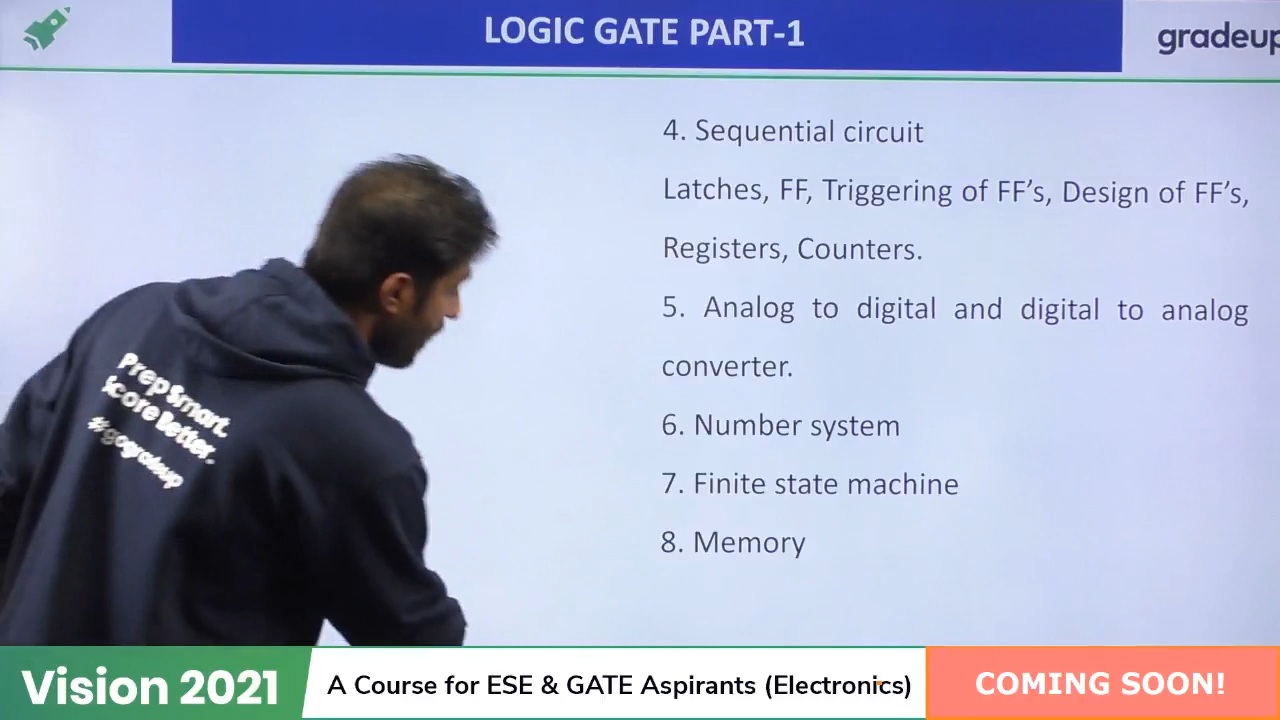 LOGIC GATE PART-1
gradeup
4. Sequential circuit
Latches, FF, Triggering of FF's, Design of FF's,
Registers, Counters.
5. Analog to digital and digital to analog
converter.
6. Number system
7. Finite state machine
8. Memory
Prep Smart.
Score Better.
#gogradeup
Vision 2021
A Course for ESE & GATE Aspirants (Electronics)
COMING SOON!